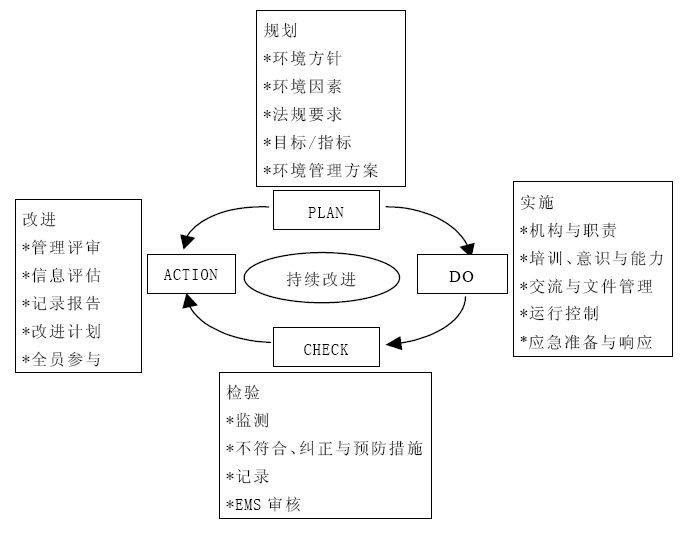 规划
*环境方针
*环境因素
*法规要求
*目标/指标
*环境管理方案
PLAN
改进
*管理评审
*信息评估
*记录报告
*改进计划
*全员参与
ACTION
持续改进
DO
实施
*机构与职责
*培训、意识与能力
*交流与文件管理
*运行控制
*应急准备与响应
CHECK
检验
*监测
*不符合、纠正与预防措施
*记录
*EMS 审核